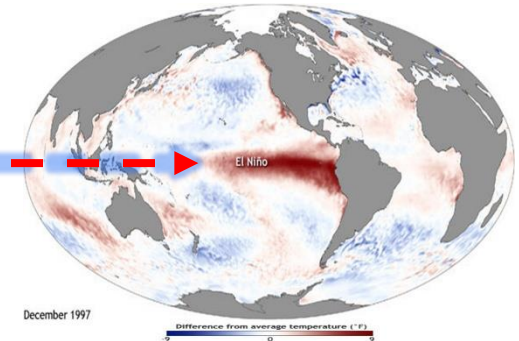 El Niño
December 1997
Difference from average temperature (°F)
-9 0 9